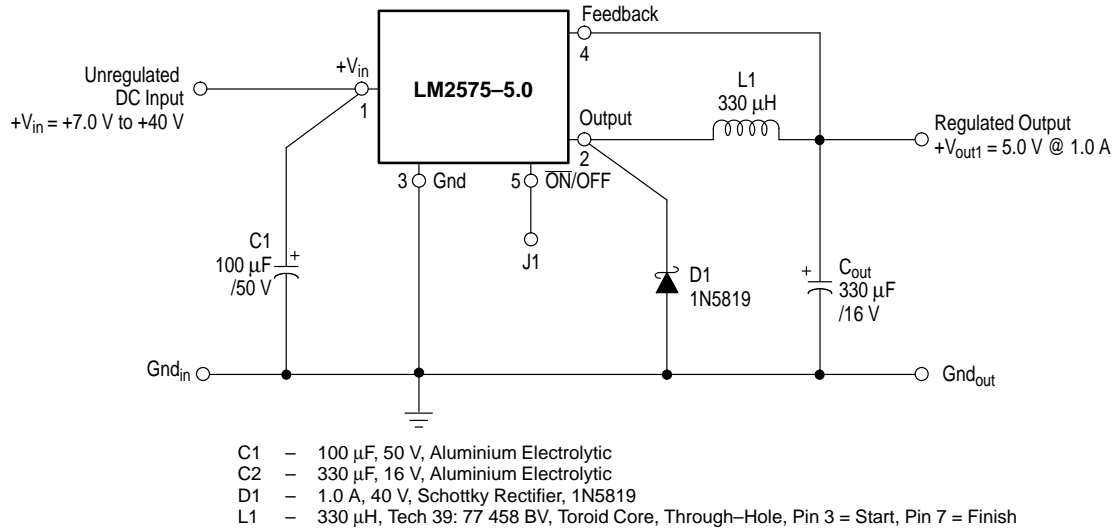 Feedback
4
Unregulated
DC Input
+Vin = +7.0 V to +40 V
+Vin
1
LM2575–5.0
L1
330 μH
Output
2
Regulated Output
+Vout1 = 5.0 V @ 1.0 A
3
Gnd
5
ON/OFF
J1
C1
100 μF
/50 V
+
D1
1N5819
+
Cout
330 μF
/16 V
Gndin
Gndout
C1 – 100 μF, 50 V, Aluminium Electrolytic
C2 – 330 μF, 16 V, Aluminium Electrolytic
D1 – 1.0 A, 40 V, Schottky Rectifier, 1N5819
L1 – 330 μH, Tech 39: 77 458 BV, Toroid Core, Through–Hole, Pin 3 = Start, Pin 7 = Finish